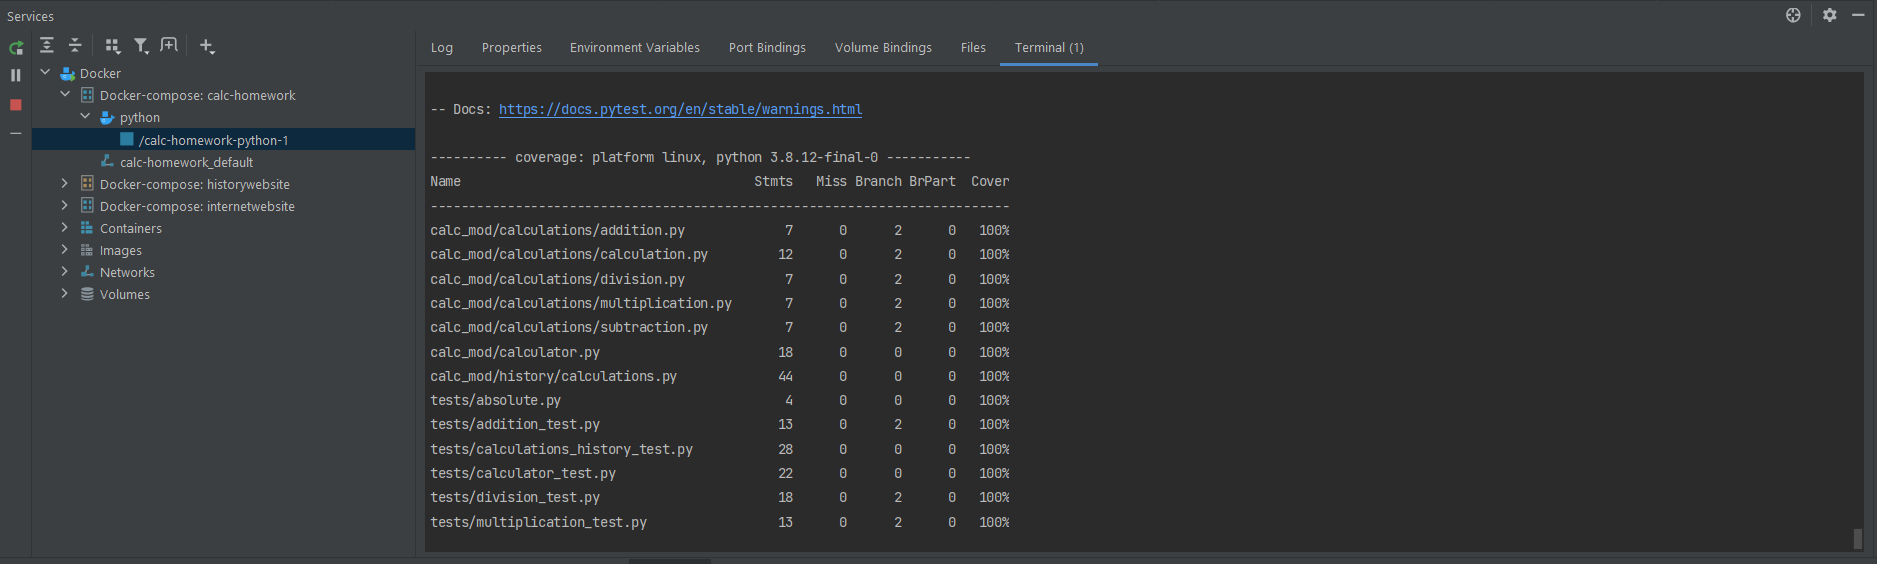 Services
Docker
Docker-compose: calc-homework
python
/calc-homework-python-1
calc-homework_default
Docker-compose: historywebsite
Docker-compose: internetwebsite
Containers
Images
Networks
Volumes
Log Properties Environment Variables Port Bindings Volume Bindings Files Terminal (1)
-- Docs: https://docs.pytest.org/en/stable/warnings.html
---------- coverage: platform linux, python 3.8.12-final-0 -----------
Name Stmts Miss Branch BrPart Cover
---------------------------------------------------------------------------
calc_mod/calculations/addition.py 7 0 2 0 100%
calc_mod/calculations/calculation.py 12 0 2 0 100%
calc_mod/calculations/division.py 7 0 2 0 100%
calc_mod/calculations/multiplication.py 7 0 2 0 100%
calc_mod/calculations/subtraction.py 7 0 2 0 100%
calc_mod/calculator.py 18 0 0 0 100%
calc_mod/history/calculations.py 44 0 0 0 100%
tests/absolute.py 4 0 0 0 100%
tests/addition_test.py 13 0 2 0 100%
tests/calculations_history_test.py 28 0 0 0 100%
tests/calculator_test.py 22 0 0 0 100%
tests/division_test.py 18 0 2 0 100%
tests/multiplication_test.py 13 0 2 0 100%